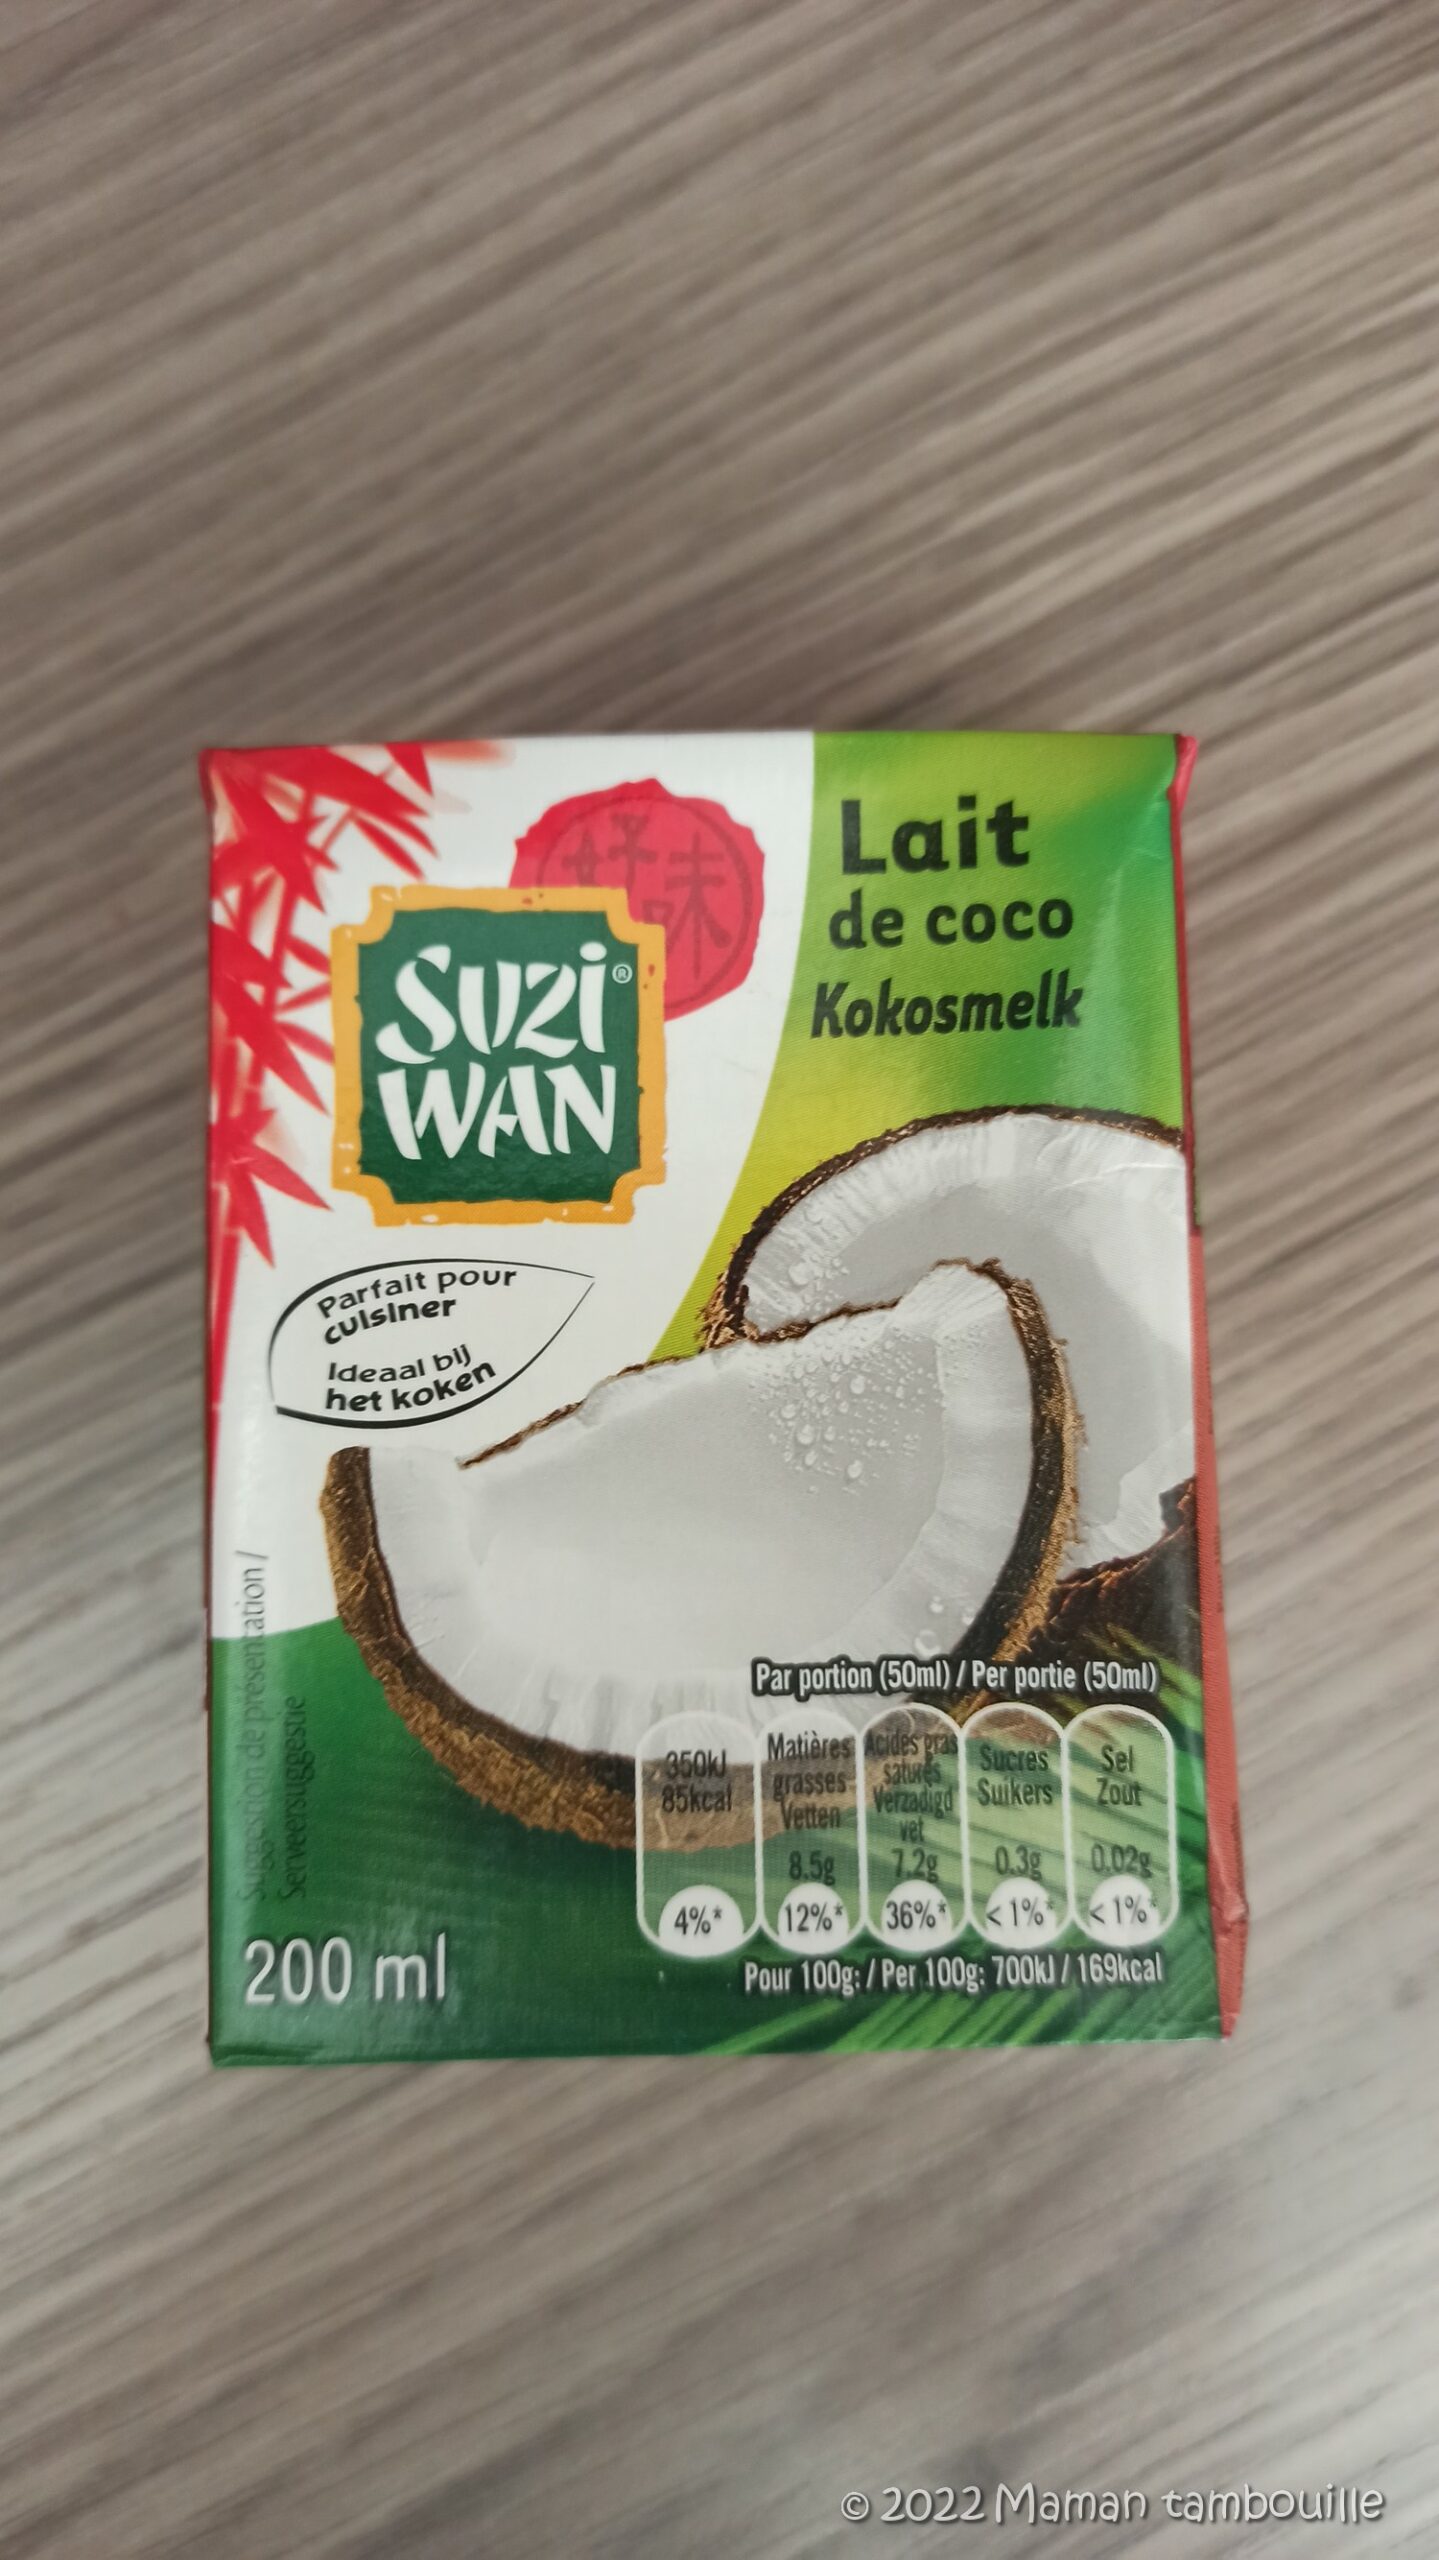 好味
SUZI®
WAN
Lait
de coco
Kokosmelk
Parfait pour
cuisiner
Ideaal bij
het koken
Suggestion de présentation /
Serveersuggestie
Par portion (50ml) / Per portie (50ml)
350kJ
85kcal
4%*
Matières
grasses
Vetten
8.5g
12%*
Acides gras
saturés
Verzadigd
vet
7.2g
36%*
Sucres
Suikers
0.3g
< 1%*
Sel
Zout
0.02g
< 1%*
Pour 100g: / Per 100g: 700kJ / 169kcal
200 ml
© 2022 Maman tambouille